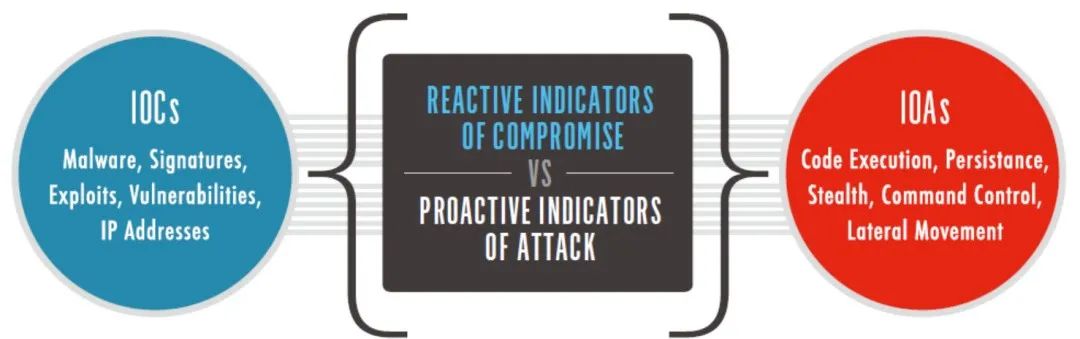 IOCs
Malware, Signatures,
Exploits, Vulnerabilities,
IP Addresses
REACTIVE INDICATORS
OF COMPROMISE
VS
PROACTIVE INDICATORS
OF ATTACK
IOAs
Code Execution, Persistance,
Stealth, Command Control,
Lateral Movement